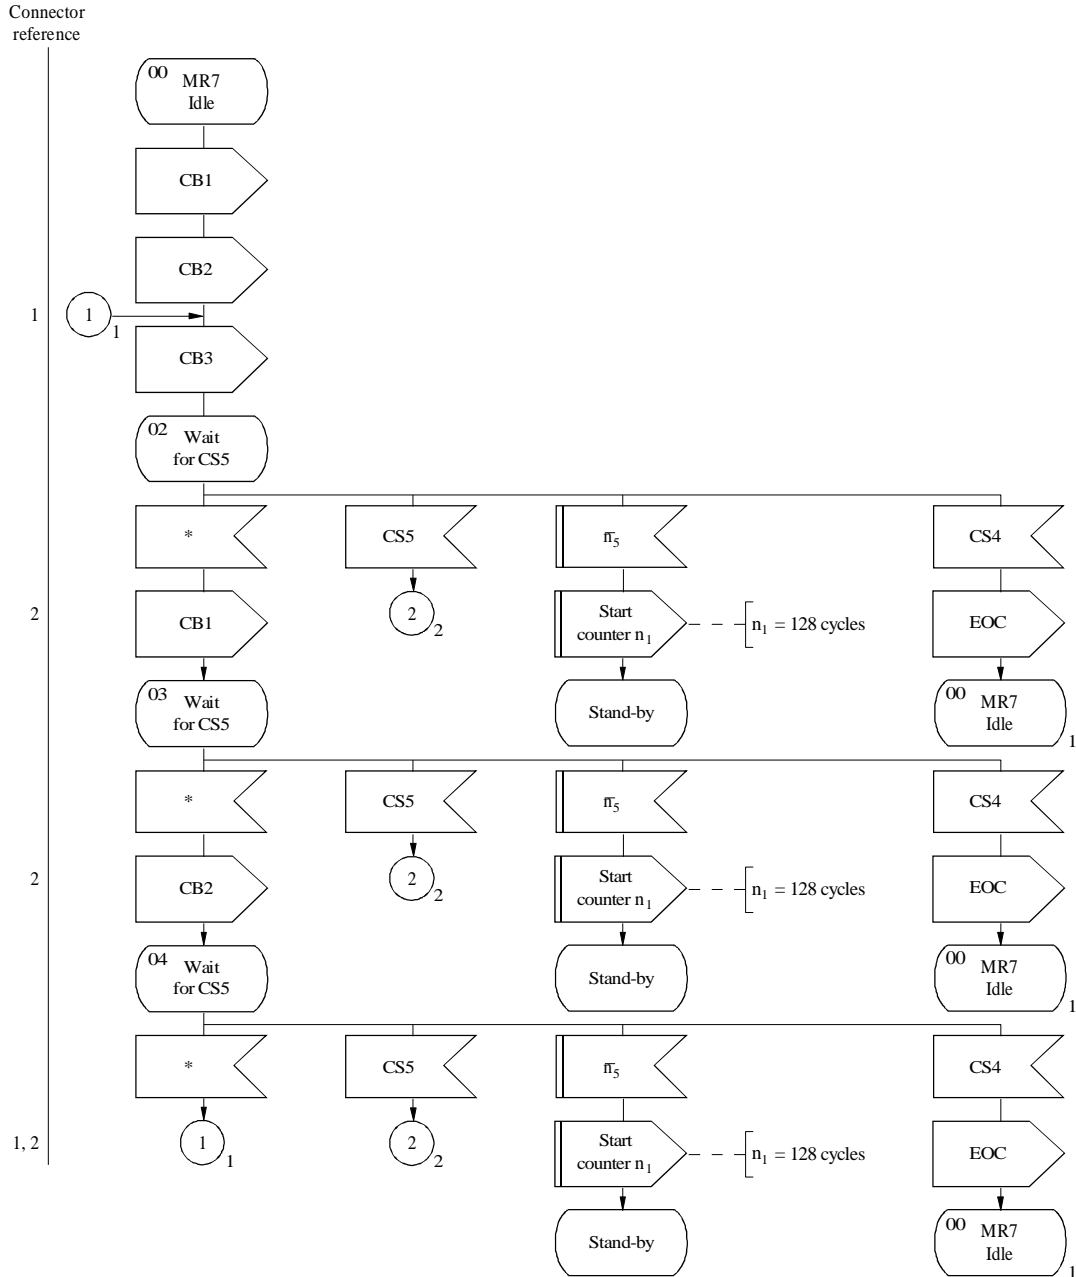 Connector
reference
00 MR7
Idle
CB1
CB2
1 1 1
CB3
02 Wait
for CS5
* CS5 n̅₅ CS4
2 CB1 2 2 Start
counter n₁ n₁ = 128 cycles EOC
03 Wait
for CS5 Stand-by 00 MR7
Idle 1
* CS5 n̅₅ CS4
2 CB2 2 2 Start
counter n₁ n₁ = 128 cycles EOC
04 Wait
for CS5 Stand-by 00 MR7
Idle 1
* CS5 n̅₅ CS4
1, 2 1 1 2 2 Start
counter n₁ n₁ = 128 cycles EOC
Stand-by 00 MR7
Idle 1